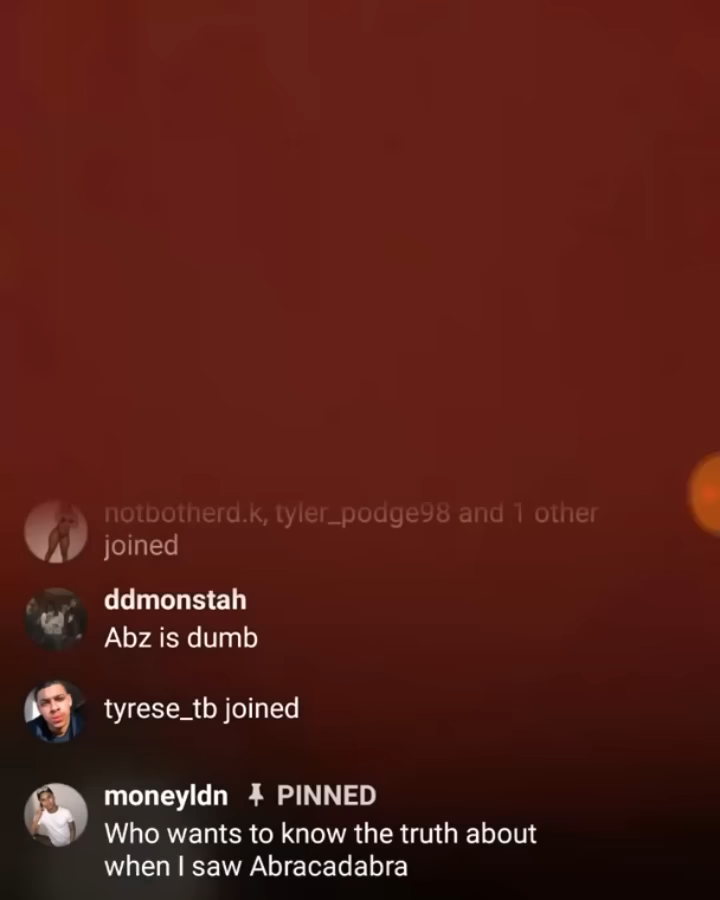 notbotherd.k, tyler_podge98 and 1 other
joined
ddmonstah
Abz is dumb
tyrese_tb joined
moneyldn PINNED
Who wants to know the truth about
when I saw Abracadabra